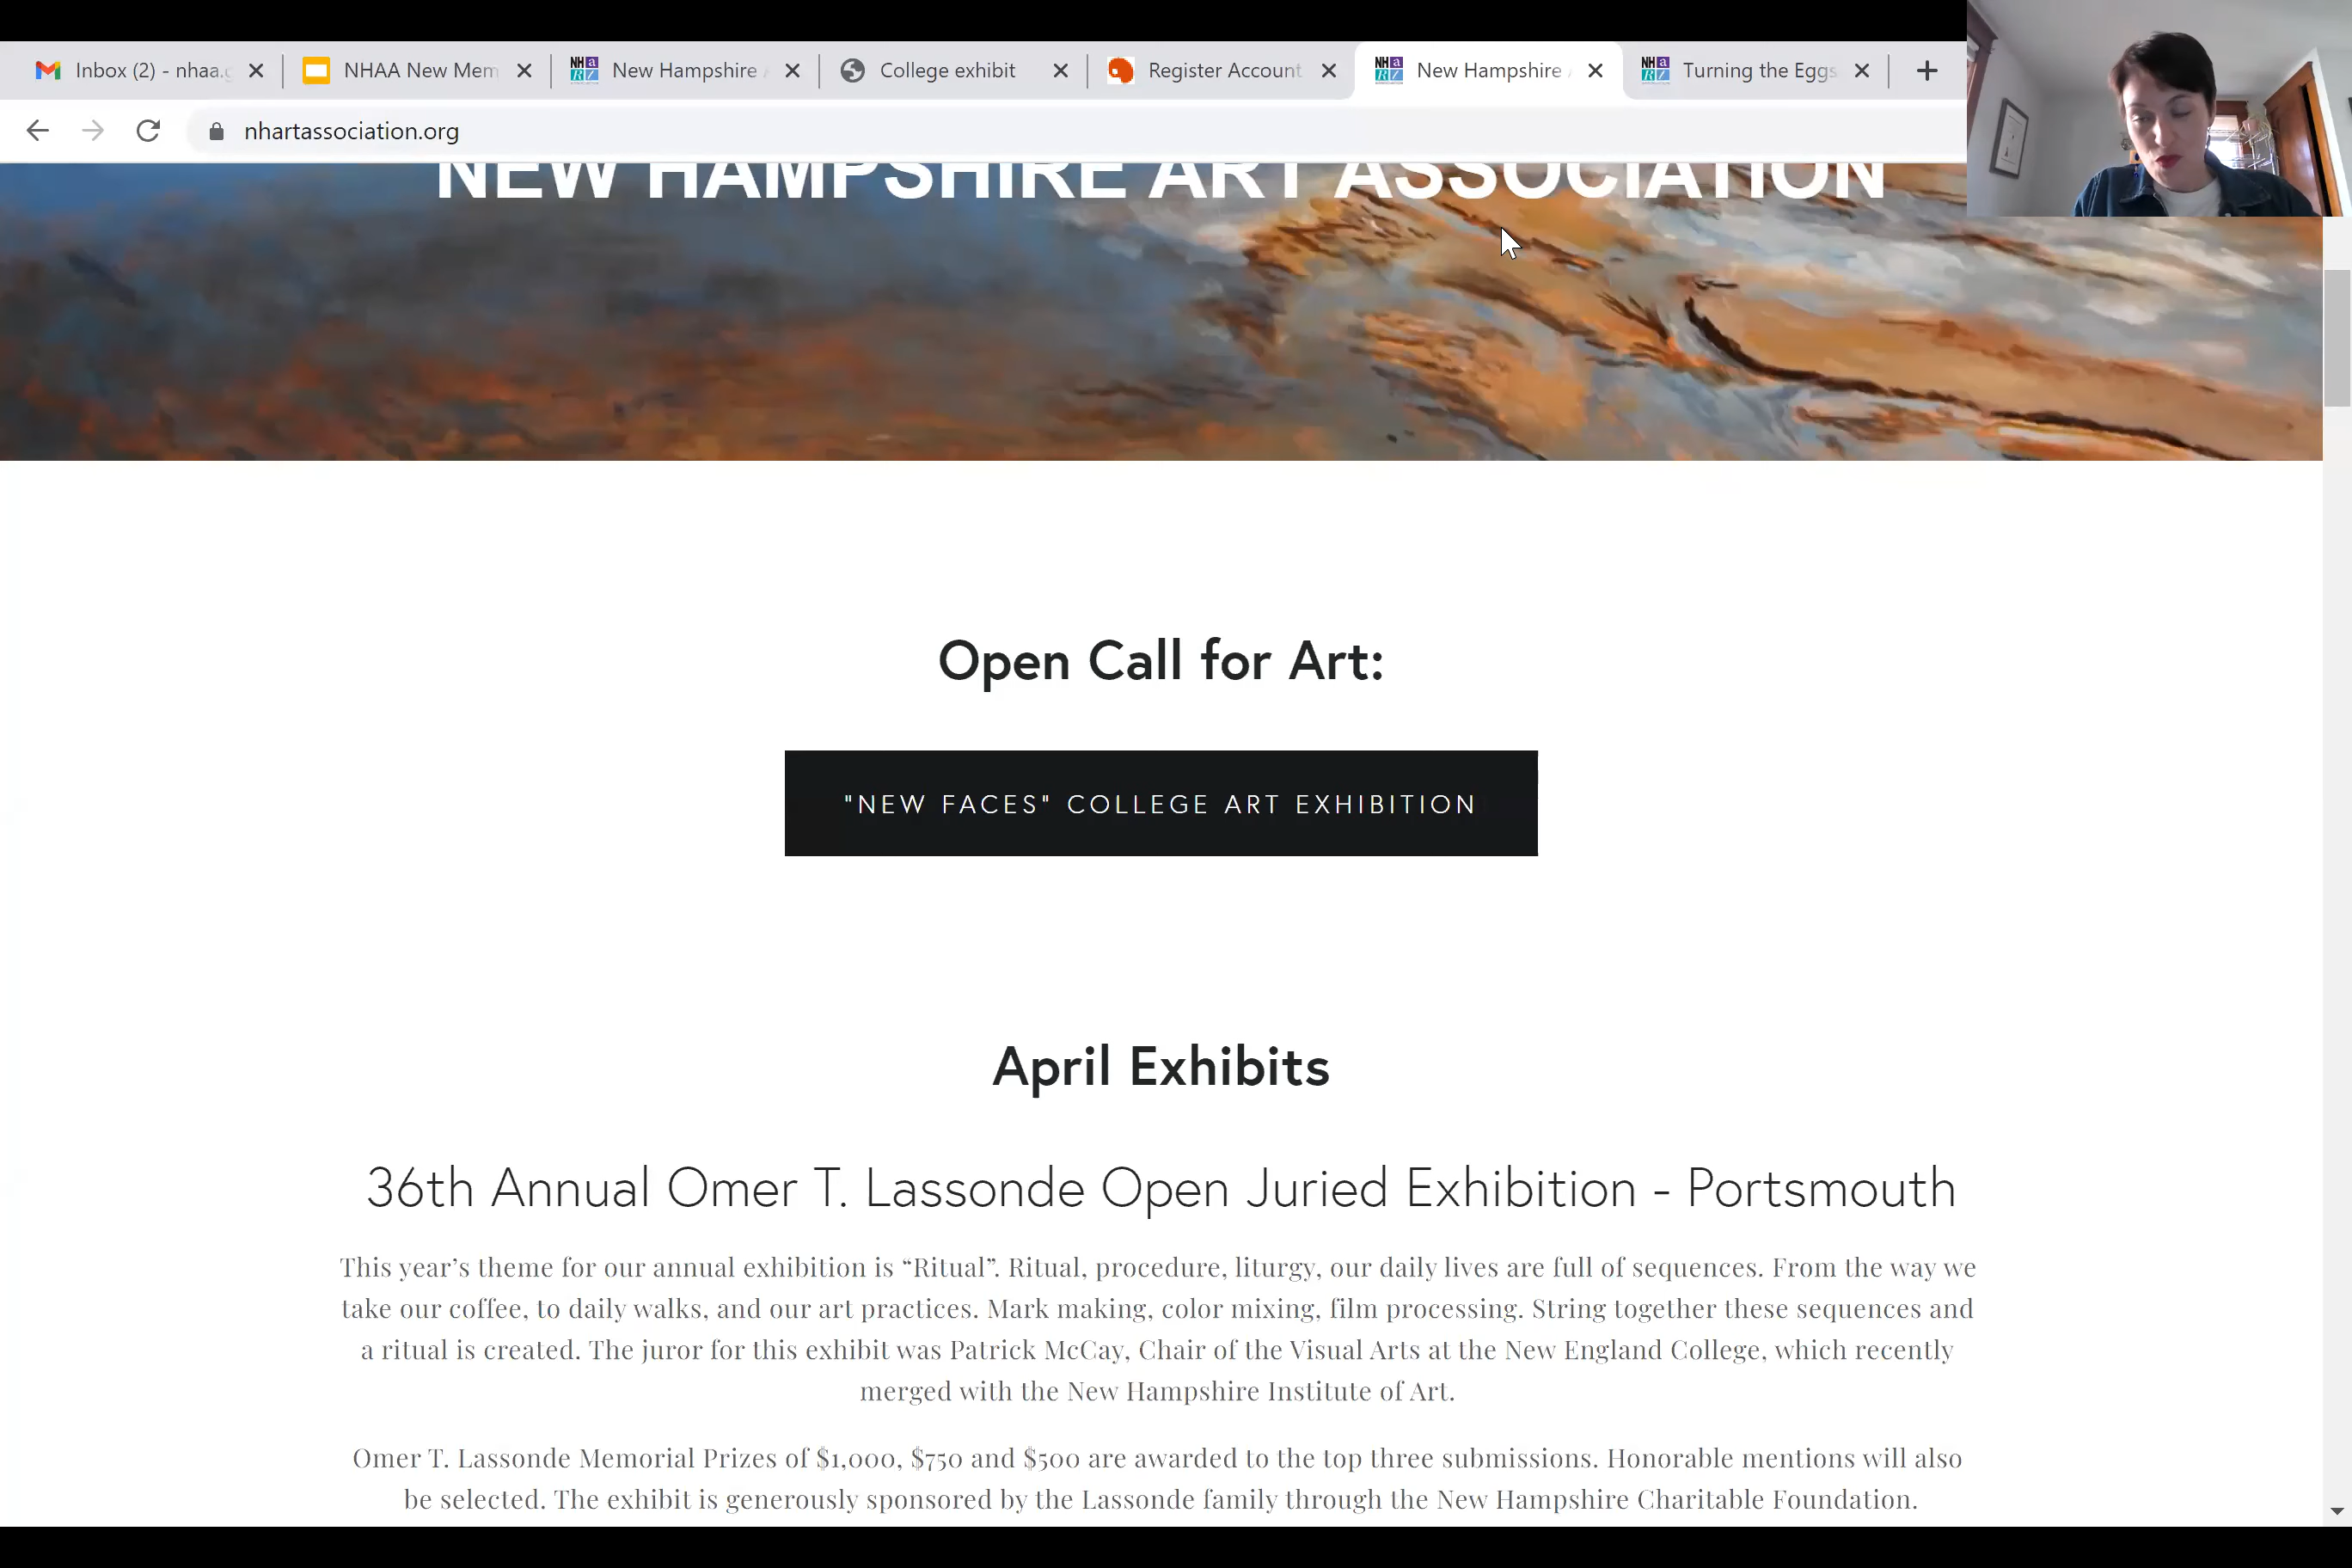 Inbox (2) - nhaa.g
NHAA New Mem
New Hampshire A
College exhibit
Register Account
New Hampshire A
Turning the Eggs
nhartassociation.org
NEW HAMPSHIRE ART ASSOCIATION
Open Call for Art:
"NEW FACES" COLLEGE ART EXHIBITION
April Exhibits
36th Annual Omer T. Lassonde Open Juried Exhibition - Portsmouth
This year’s theme for our annual exhibition is “Ritual”. Ritual, procedure, liturgy, our daily lives are full of sequences. From the way we
take our coffee, to daily walks, and our art practices. Mark making, color mixing, film processing. String together these sequences and
a ritual is created. The juror for this exhibit was Patrick McCay, Chair of the Visual Arts at the New England College, which recently
merged with the New Hampshire Institute of Art.
Omer T. Lassonde Memorial Prizes of $1,000, $750 and $500 are awarded to the top three submissions. Honorable mentions will also
be selected. The exhibit is generously sponsored by the Lassonde family through the New Hampshire Charitable Foundation.